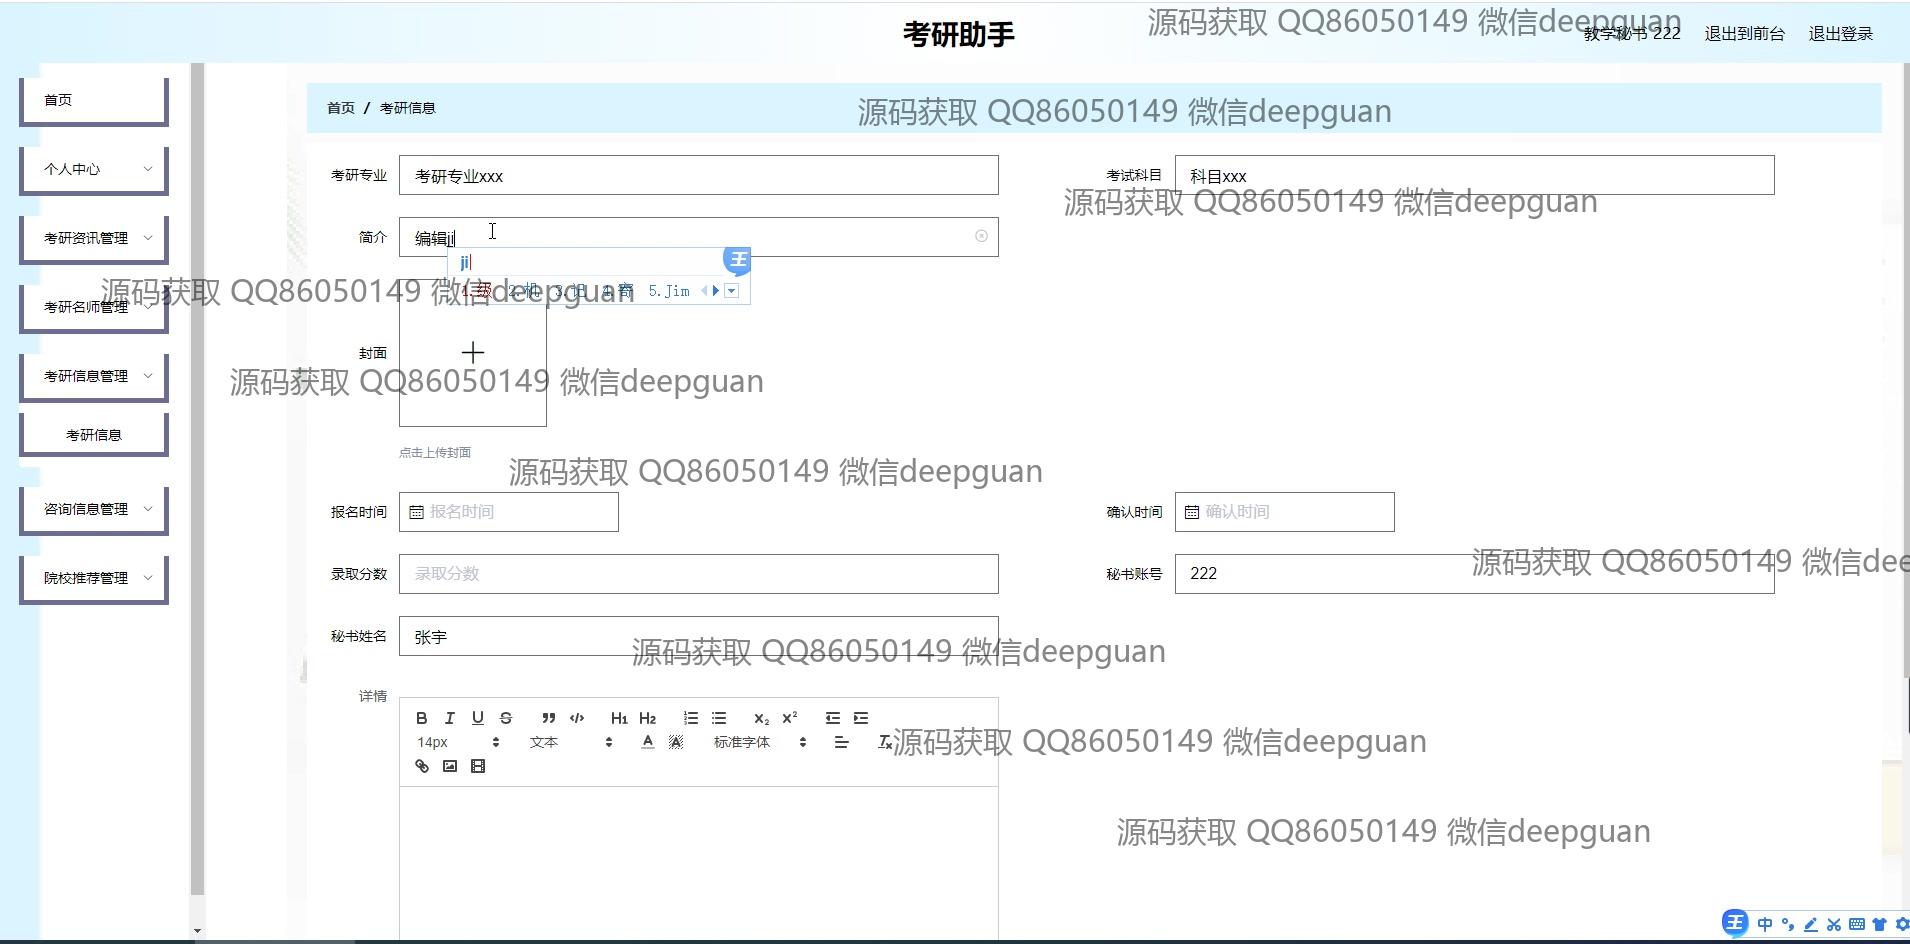 考研助手
源码获取 QQ86050149 微信deepguan
教学秘书 222
退出到前台
退出登录
首页
个人中心
考研资讯管理
考研名师管理
考研信息管理
考研信息
咨询信息管理
院校推荐管理
首页 / 考研信息
源码获取 QQ86050149 微信deepguan
考研专业 考研专业xxx
考试科目 科目xxx
源码获取 QQ86050149 微信deepguan
简介 编辑ji
ji
王
1.级 2.机 3.记 4.寄 5.Jim
源码获取 QQ86050149 微信deepguan
封面
源码获取 QQ86050149 微信deepguan
点击上传封面
源码获取 QQ86050149 微信deepguan
报名时间 报名时间
确认时间 确认时间
源码获取 QQ86050149 微信dee
录取分数 录取分数
秘书账号 222
秘书姓名 张宇
源码获取 QQ86050149 微信deepguan
详情
B I U S H1 H2 X2 X2
14px 文本 A A 标准字体 Tx
源码获取 QQ86050149 微信deepguan
源码获取 QQ86050149 微信deepguan
王 中